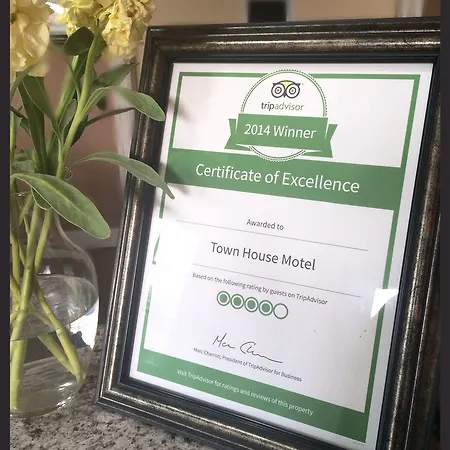 tripadvisor
2014 Winner
Certificate of Excellence
Awarded to
Town House Motel
Based on the following rating by guests on TripAdvisor
Marc Charron, President of TripAdvisor for Business
Visit TripAdvisor for ratings and reviews of this property